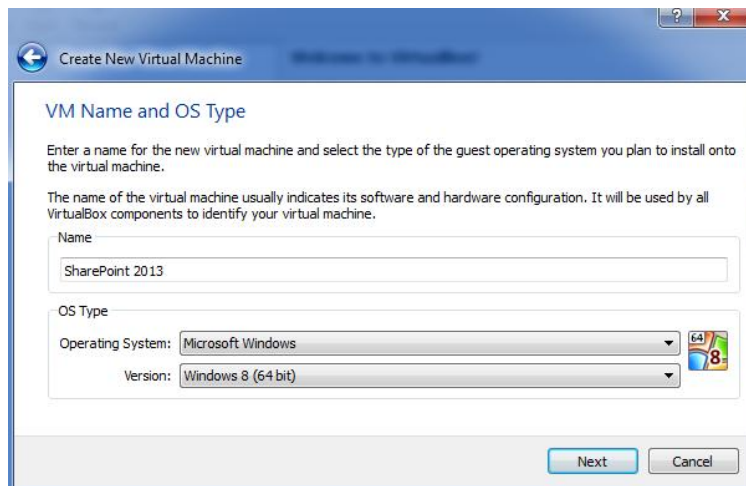 ?
X
Create New Virtual Machine
Welcome to VirtualBox!
VM Name and OS Type
Enter a name for the new virtual machine and select the type of the guest operating system you plan to install onto
the virtual machine.
The name of the virtual machine usually indicates its software and hardware configuration. It will be used by all
VirtualBox components to identify your virtual machine.
Name
SharePoint 2013
OS Type
Operating System: Microsoft Windows
64
8
Version: Windows 8 (64 bit)
Next Cancel